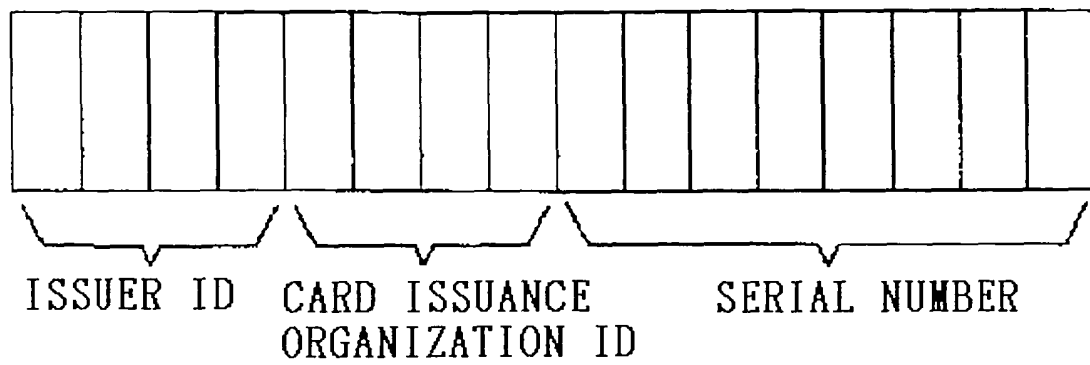 ISSUER ID
CARD ISSUANCE
ORGANIZATION ID
SERIAL NUMBER